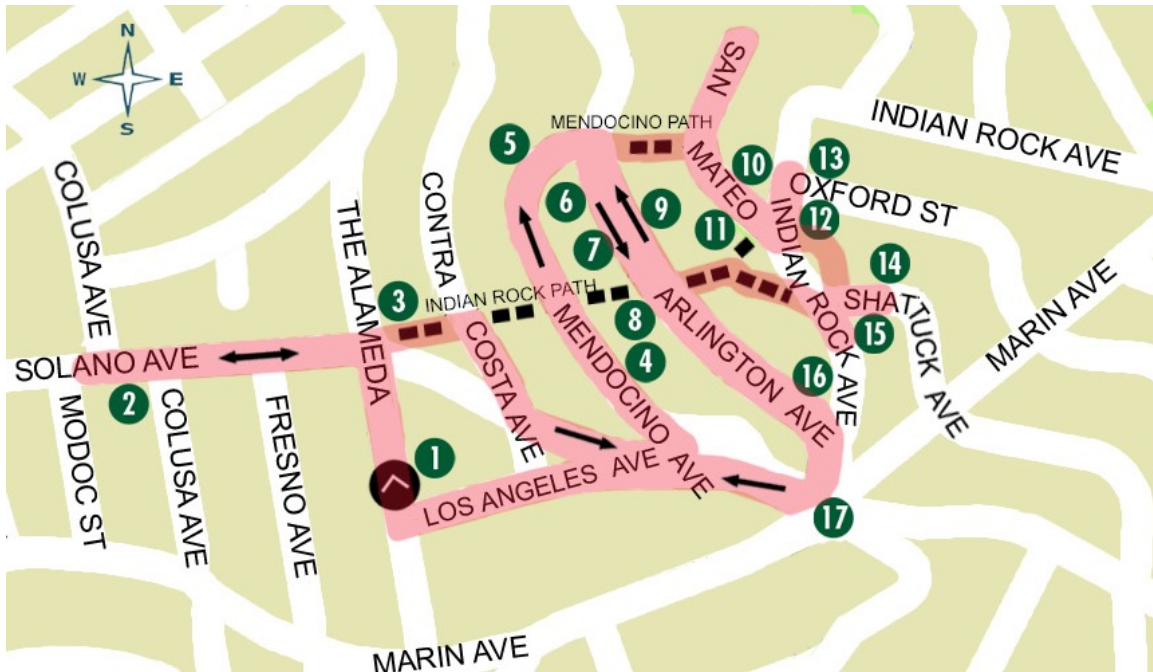 N
W E
S
SAN
MENDOCINO PATH
INDIAN ROCK AVE
5
10
13
MATEO
OXFORD ST
COLUSA AVE
THE ALAMEDA
CONTRA
6
9
7
11
12
INDIAN ROCK AVE
14
3
INDIAN ROCK PATH
8
SHATTUCK AVE
MARIN AVE
15
SOLANO AVE
2
COSTA AVE
MENDOCINO AVE
4
ARLINGTON AVE
16
MODOC ST
COLUSA AVE
FRESNO AVE
1
LOS ANGELES AVE
17
MARIN AVE